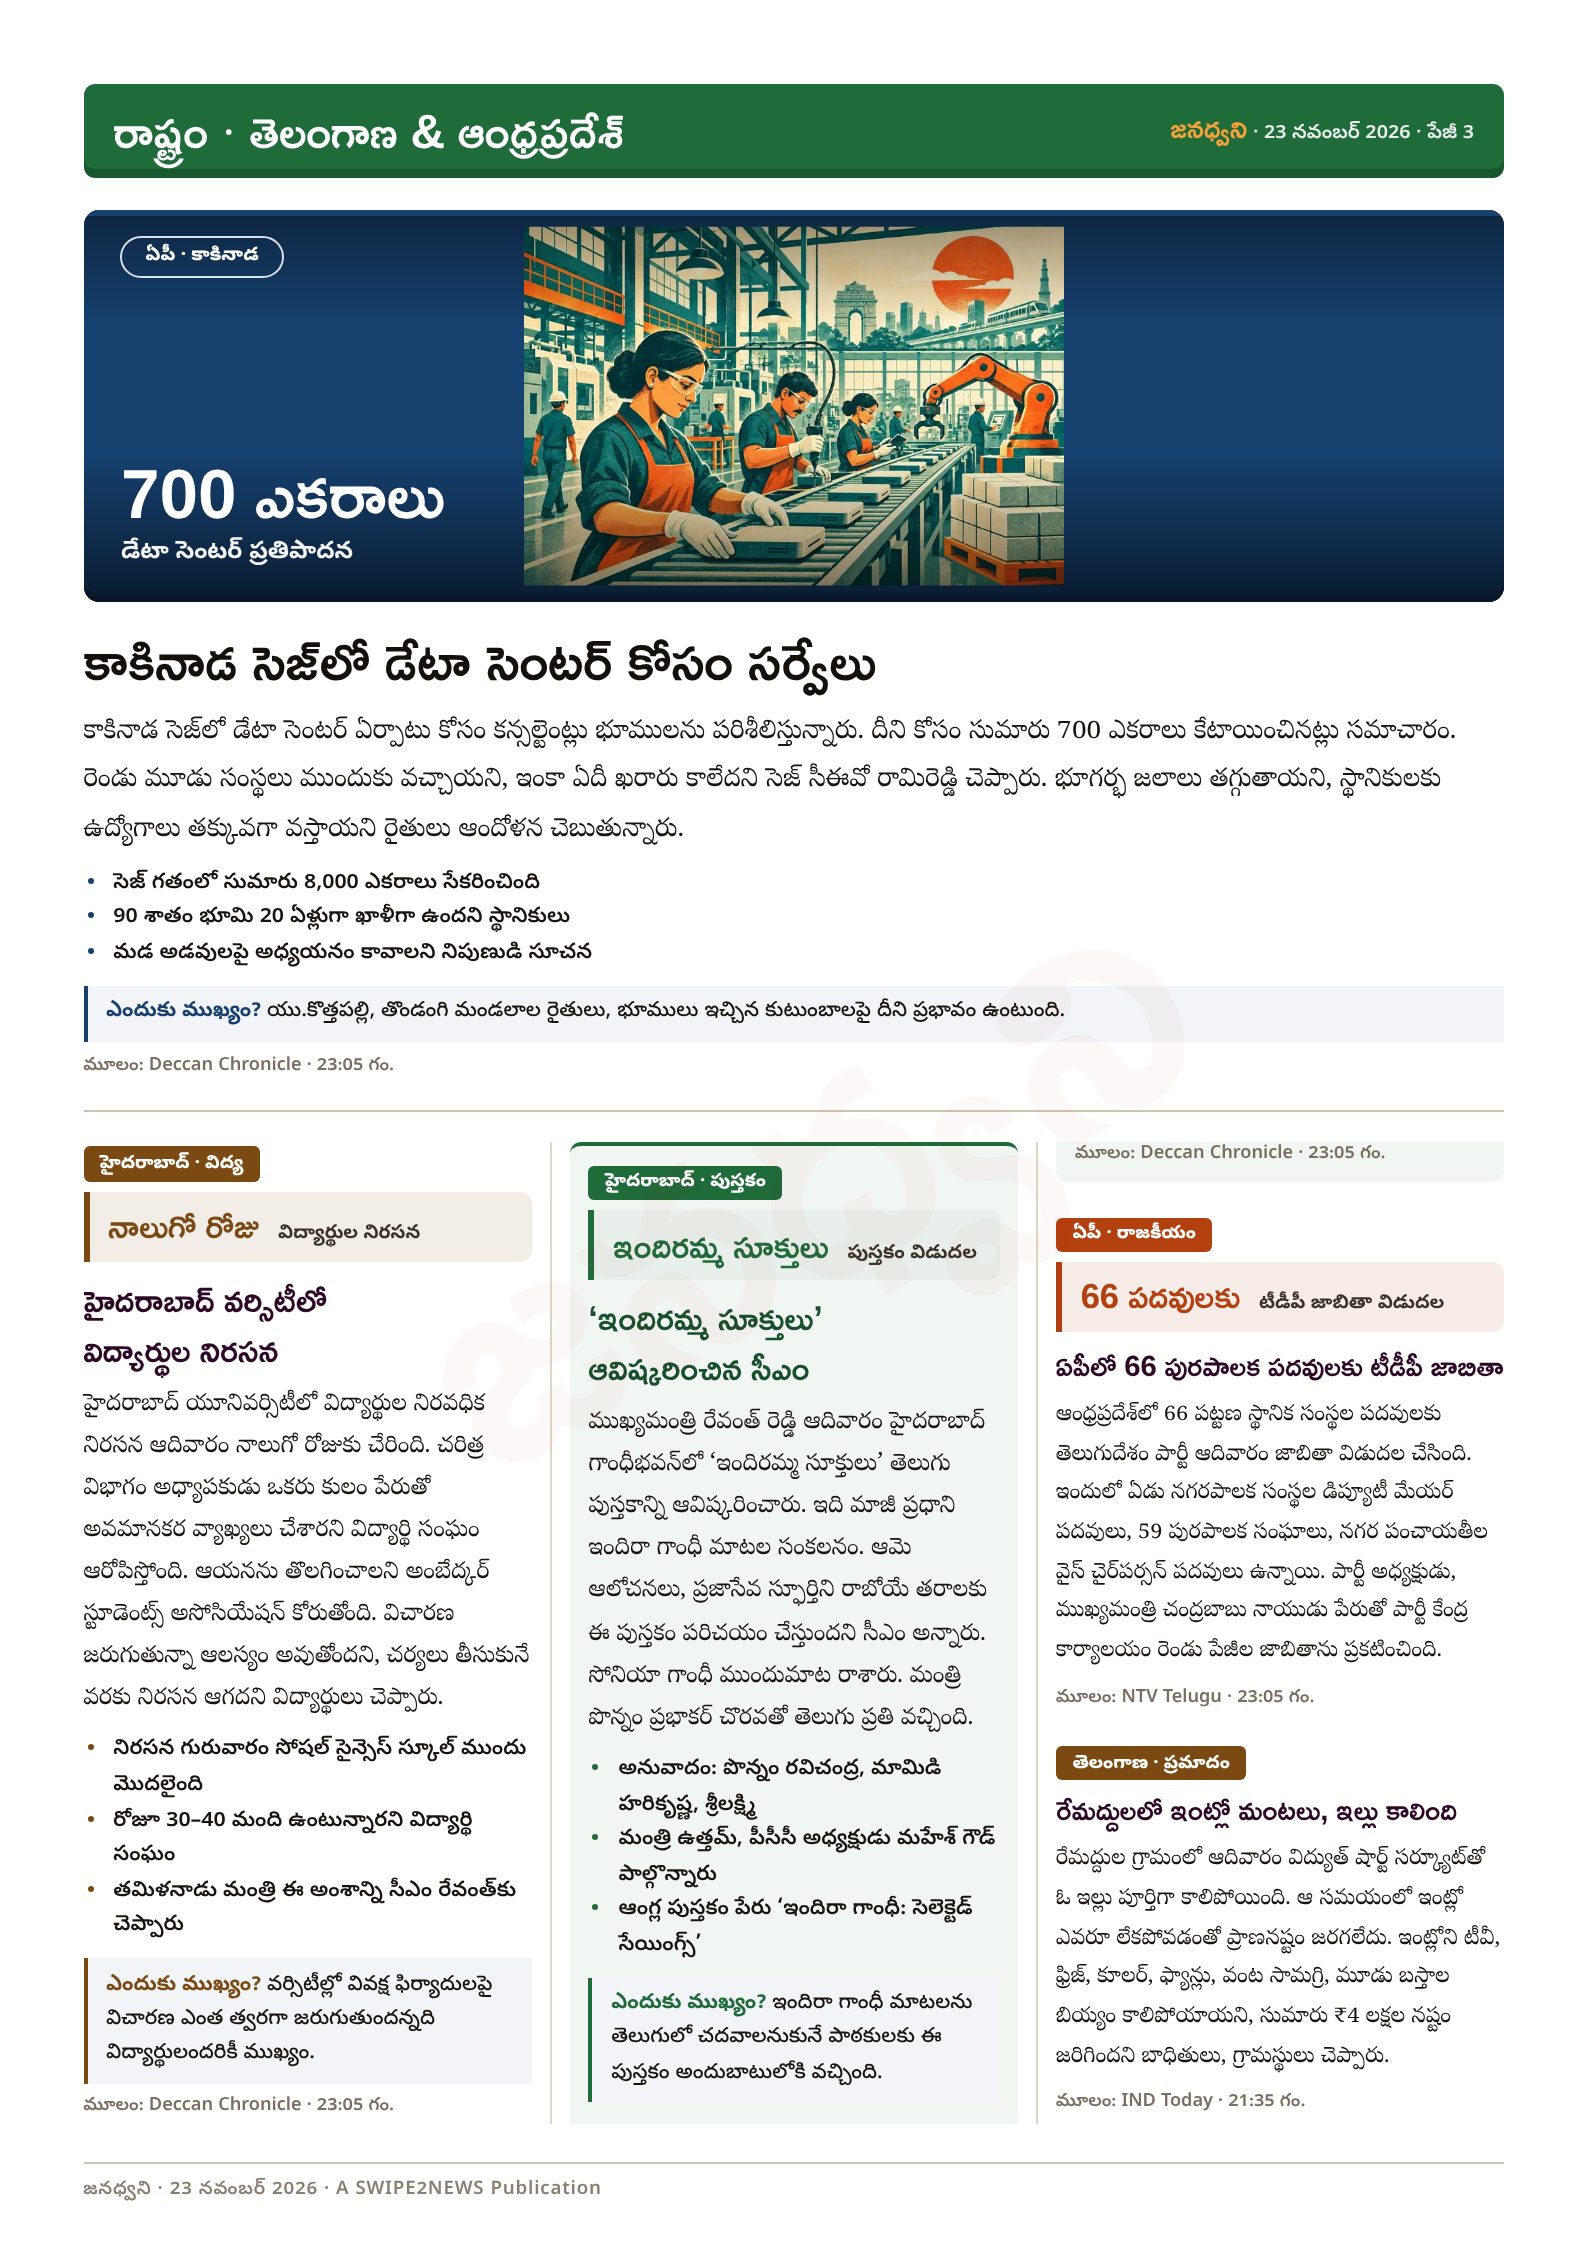 రాష్ట్రం · తెలంగాణ & ఆంధ్రప్రదేశ్
జనధ్వని · 23 నవంబర్ 2026 · పేజీ 3
ఏపీ · కాకినాడ
700 ఎకరాలు
డేటా సెంటర్ ప్రతిపాదన
కాకినాడ సెజ్‌లో డేటా సెంటర్ కోసం సర్వేలు
కాకినాడ సెజ్‌లో డేటా సెంటర్ ఏర్పాటు కోసం కన్సల్టెంట్లు భూములను పరిశీలిస్తున్నారు. దీని కోసం సుమారు 700 ఎకరాలు కేటాయించినట్లు సమాచారం.
రెండు మూడు సంస్థలు ముందుకు వచ్చాయని, ఇంకా ఏదీ ఖరారు కాలేదని సెజ్ సీఈవో రామిరెడ్డి చెప్పారు. భూగర్భ జలాలు తగ్గుతాయని, స్థానికులకు
ఉద్యోగాలు తక్కువగా వస్తాయని రైతులు ఆందోళన చెబుతున్నారు.
• సెజ్ గతంలో సుమారు 8,000 ఎకరాలు సేకరించింది
• 90 శాతం భూమి 20 ఏళ్లుగా ఖాళీగా ఉందని స్థానికులు
• మడ అడవులపై అధ్యయనం కావాలని నిపుణుడి సూచన
ఎందుకు ముఖ్యం? యు.కొత్తపల్లి, తొండంగి మండలాల రైతులు, భూములు ఇచ్చిన కుటుంబాలపై దీని ప్రభావం ఉంటుంది.
మూలం: Deccan Chronicle · 23:05 గం.
హైదరాబాద్ · విద్య
నాలుగో రోజు విద్యార్థుల నిరసన
హైదరాబాద్ వర్సిటీలో
విద్యార్థుల నిరసన
హైదరాబాద్ యూనివర్సిటీలో విద్యార్థుల నిరవధిక
నిరసన ఆదివారం నాలుగో రోజుకు చేరింది. చరిత్ర
విభాగం అధ్యాపకుడు ఒకరు కులం పేరుతో
అవమానకర వ్యాఖ్యలు చేశారని విద్యార్థి సంఘం
ఆరోపిస్తోంది. ఆయనను తొలగించాలని అంబేద్కర్
స్టూడెంట్స్ అసోసియేషన్ కోరుతోంది. విచారణ
జరుగుతున్నా ఆలస్యం అవుతోందని, చర్యలు తీసుకునే
వరకు నిరసన ఆగదని విద్యార్థులు చెప్పారు.
• నిరసన గురువారం సోషల్ సైన్సెస్ స్కూల్ ముందు
మొదలైంది
• రోజూ 30–40 మంది ఉంటున్నారని విద్యార్థి
సంఘం
• తమిళనాడు మంత్రి ఈ అంశాన్ని సీఎం రేవంత్‌కు
చెప్పారు
ఎందుకు ముఖ్యం? వర్సిటీల్లో వివక్ష ఫిర్యాదులపై
విచారణ ఎంత త్వరగా జరుగుతుందన్నది
విద్యార్థులందరికీ ముఖ్యం.
మూలం: Deccan Chronicle · 23:05 గం.
హైదరాబాద్ · పుస్తకం
ఇందిరమ్మ సూక్తులు పుస్తకం విడుదల
‘ఇందిరమ్మ సూక్తులు’
ఆవిష్కరించిన సీఎం
ముఖ్యమంత్రి రేవంత్ రెడ్డి ఆదివారం హైదరాబాద్
గాంధీభవన్‌లో ‘ఇందిరమ్మ సూక్తులు’ తెలుగు
పుస్తకాన్ని ఆవిష్కరించారు. ఇది మాజీ ప్రధాని
ఇందిరా గాంధీ మాటల సంకలనం. ఆమె
ఆలోచనలు, ప్రజాసేవ స్ఫూర్తిని రాబోయే తరాలకు
ఈ పుస్తకం పరిచయం చేస్తుందని సీఎం అన్నారు.
సోనియా గాంధీ ముందుమాట రాశారు. మంత్రి
పొన్నం ప్రభాకర్ చొరవతో తెలుగు ప్రతి వచ్చింది.
• అనువాదం: పొన్నం రవిచంద్ర, మామిడి
హరికృష్ణ, శ్రీలక్ష్మి
• మంత్రి ఉత్తమ్, పీసీసీ అధ్యక్షుడు మహేశ్ గౌడ్
పాల్గొన్నారు
• ఆంగ్ల పుస్తకం పేరు ‘ఇందిరా గాంధీ: సెలెక్టెడ్
సేయింగ్స్’
ఎందుకు ముఖ్యం? ఇందిరా గాంధీ మాటలను
తెలుగులో చదవాలనుకునే పాఠకులకు ఈ
పుస్తకం అందుబాటులోకి వచ్చింది.
మూలం: Deccan Chronicle · 23:05 గం.
ఏపీ · రాజకీయం
66 పదవులకు టీడీపీ జాబితా విడుదల
ఏపీలో 66 పురపాలక పదవులకు టీడీపీ జాబితా
ఆంధ్రప్రదేశ్‌లో 66 పట్టణ స్థానిక సంస్థల పదవులకు
తెలుగుదేశం పార్టీ ఆదివారం జాబితా విడుదల చేసింది.
ఇందులో ఏడు నగరపాలక సంస్థల డిప్యూటీ మేయర్
పదవులు, 59 పురపాలక సంఘాలు, నగర పంచాయతీల
వైస్ చైర్‌పర్సన్ పదవులు ఉన్నాయి. పార్టీ అధ్యక్షుడు,
ముఖ్యమంత్రి చంద్రబాబు నాయుడు పేరుతో పార్టీ కేంద్ర
కార్యాలయం రెండు పేజీల జాబితాను ప్రకటించింది.
మూలం: NTV Telugu · 23:05 గం.
తెలంగాణ · ప్రమాదం
రేమద్దులలో ఇంట్లో మంటలు, ఇల్లు కాలింది
రేమద్దుల గ్రామంలో ఆదివారం విద్యుత్ షార్ట్ సర్క్యూట్‌తో
ఓ ఇల్లు పూర్తిగా కాలిపోయింది. ఆ సమయంలో ఇంట్లో
ఎవరూ లేకపోవడంతో ప్రాణనష్టం జరగలేదు. ఇంట్లోని టీవీ,
ఫ్రిజ్, కూలర్, ఫ్యాన్లు, వంట సామగ్రి, మూడు బస్తాల
బియ్యం కాలిపోయాయని, సుమారు ₹4 లక్షల నష్టం
జరిగిందని బాధితులు, గ్రామస్థులు చెప్పారు.
మూలం: IND Today · 21:35 గం.
జనధ్వని
జనధ్వని · 23 నవంబర్ 2026 · A SWIPE2NEWS Publication